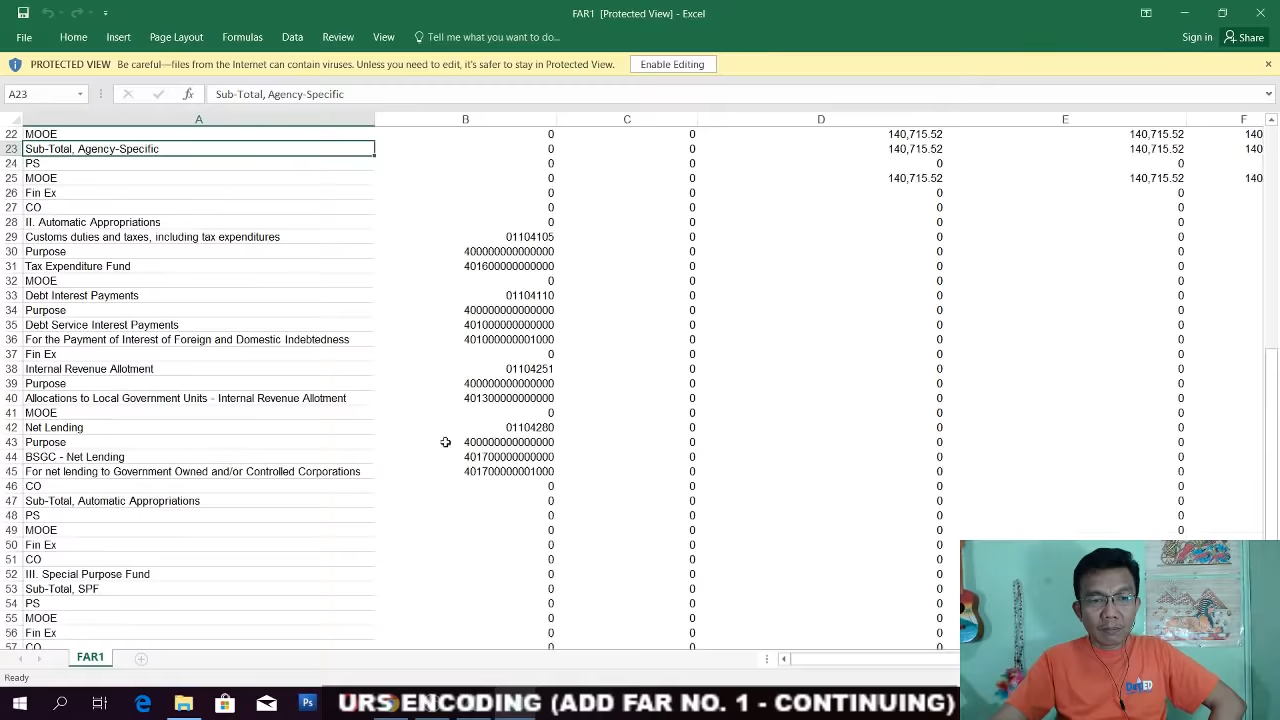 FAR1 [Protected View] - Excel
File Home Insert Page Layout Formulas Data Review View Tell me what you want to do... Sign in Share
PROTECTED VIEW Be careful—files from the Internet can contain viruses. Unless you need to edit, it's safer to stay in Protected View. Enable Editing
A23 fx Sub-Total, Agency-Specific
A B C D E F
22 MOOE 0 0 140,715.52 140,715.52 140
23 Sub-Total, Agency-Specific 0 0 140,715.52 140,715.52 140
24 PS 0 0 0 0
25 MOOE 0 0 140,715.52 140,715.52 140
26 Fin Ex 0 0 0 0
27 CO 0 0 0 0
28 II. Automatic Appropriations 0 0 0 0
29 Customs duties and taxes, including tax expenditures 01104105 0 0 0
30 Purpose 400000000000000 0 0 0
31 Tax Expenditure Fund 401600000000000 0 0 0
32 MOOE 0 0 0 0
33 Debt Interest Payments 01104110 0 0 0
34 Purpose 400000000000000 0 0 0
35 Debt Service Interest Payments 401000000000000 0 0 0
36 For the Payment of Interest of Foreign and Domestic Indebtedness 401000000001000 0 0 0
37 Fin Ex 0 0 0 0
38 Internal Revenue Allotment 01104251 0 0 0
39 Purpose 400000000000000 0 0 0
40 Allocations to Local Government Units - Internal Revenue Allotment 401300000000000 0 0 0
41 MOOE 0 0 0 0
42 Net Lending 01104280 0 0 0
43 Purpose 400000000000000 0 0 0
44 BSGC - Net Lending 401700000000000 0 0 0
45 For net lending to Government Owned and/or Controlled Corporations 401700000001000 0 0 0
46 CO 0 0 0 0
47 Sub-Total, Automatic Appropriations 0 0 0 0
48 PS 0 0 0 0
49 MOOE 0 0 0 0
50 Fin Ex 0 0 0
51 CO 0 0 0
52 III. Special Purpose Fund 0 0 0
53 Sub-Total, SPF 0 0 0
54 PS 0 0 0
55 MOOE 0 0 0
56 Fin Ex 0 0 0
57 CO 0 0 0
FAR1
Ready
DepED
Ps
URS ENCODING (ADD FAR NO. 1 - CONTINUING)